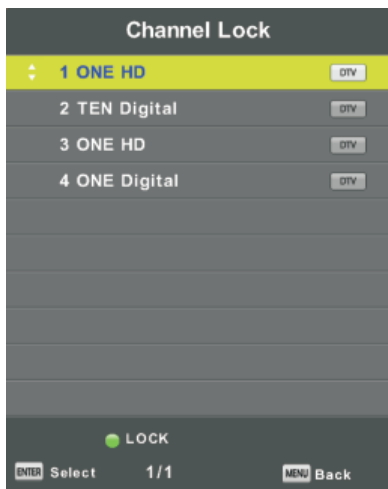 Channel Lock
1 ONE HD DTV
2 TEN Digital DTV
3 ONE HD DTV
4 ONE Digital DTV
LOCK
ENTER Select 1/1 MENU Back